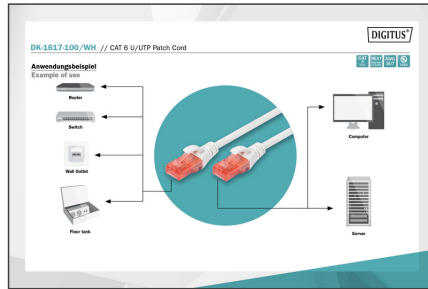 DIGITUS®
DK-1617-100/WH // CAT 6 U/UTP Patch Cord
Anwendungsbeispiel
Example of use
Router
Switch
Wall Outlet
Floor tank
Computer
Server